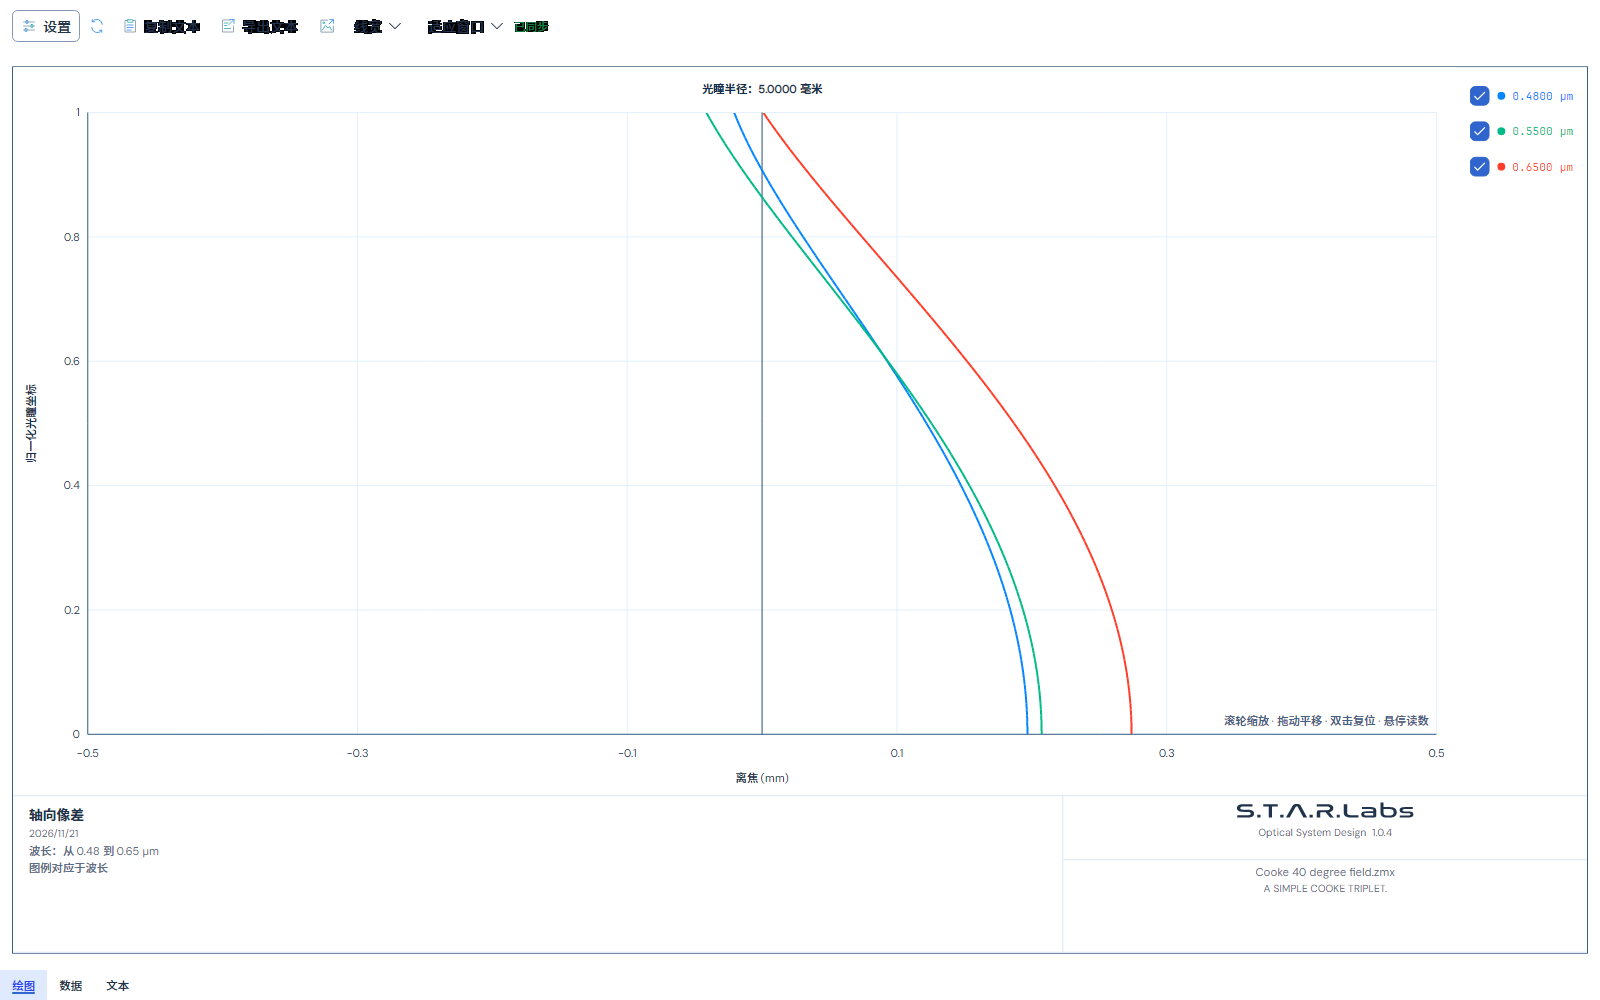 设置
光瞳半径：5.0000 毫米
0.4800 µm
0.5500 µm
0.6500 µm
1
0.8
0.6
0.4
0.2
0
归一化光瞳坐标
-0.5
-0.3
-0.1
0.1
0.3
0.5
滚轮缩放 · 拖动平移 · 双击复位 · 悬停读数
离焦 (mm)
轴向像差
2026/11/21
波长：从 0.48 到 0.65 µm
图例对应于波长
S.T.A.R.Labs
Optical System Design 1.0.4
Cooke 40 degree field.zmx
A SIMPLE COOKE TRIPLET.
绘图 数据 文本